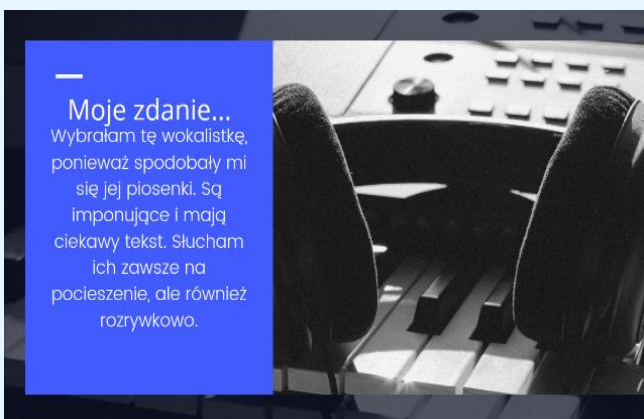 Moje zdanie...
Wybrałam tę wokalistkę,
ponieważ spodobały mi
się jej piosenki. Są
imponujące i mają
ciekawy tekst. Słucham
ich zawsze na
pocieszenie, ale również
rozrywkowo.